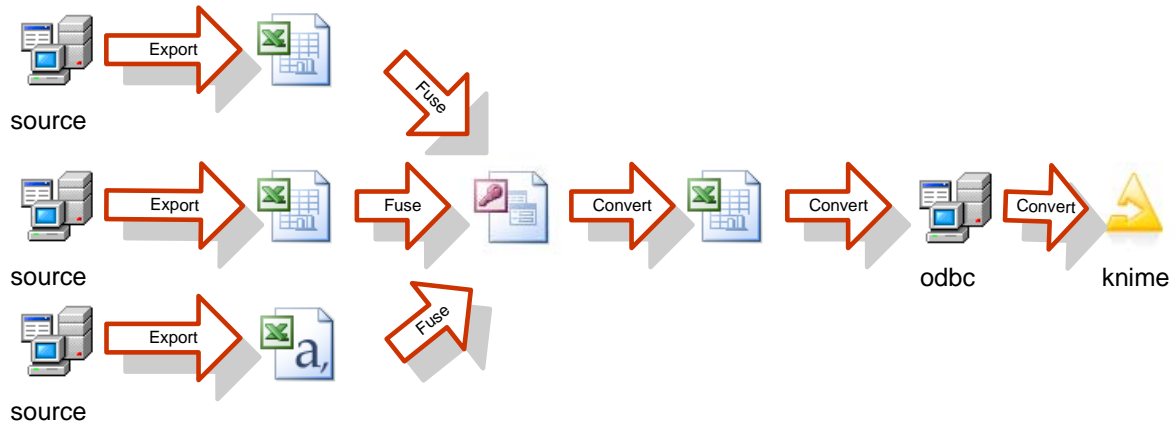 Export
Fuse
source
Export
Fuse
Convert
Convert
Convert
source
odbc
knime
Export
Fuse
a,
source